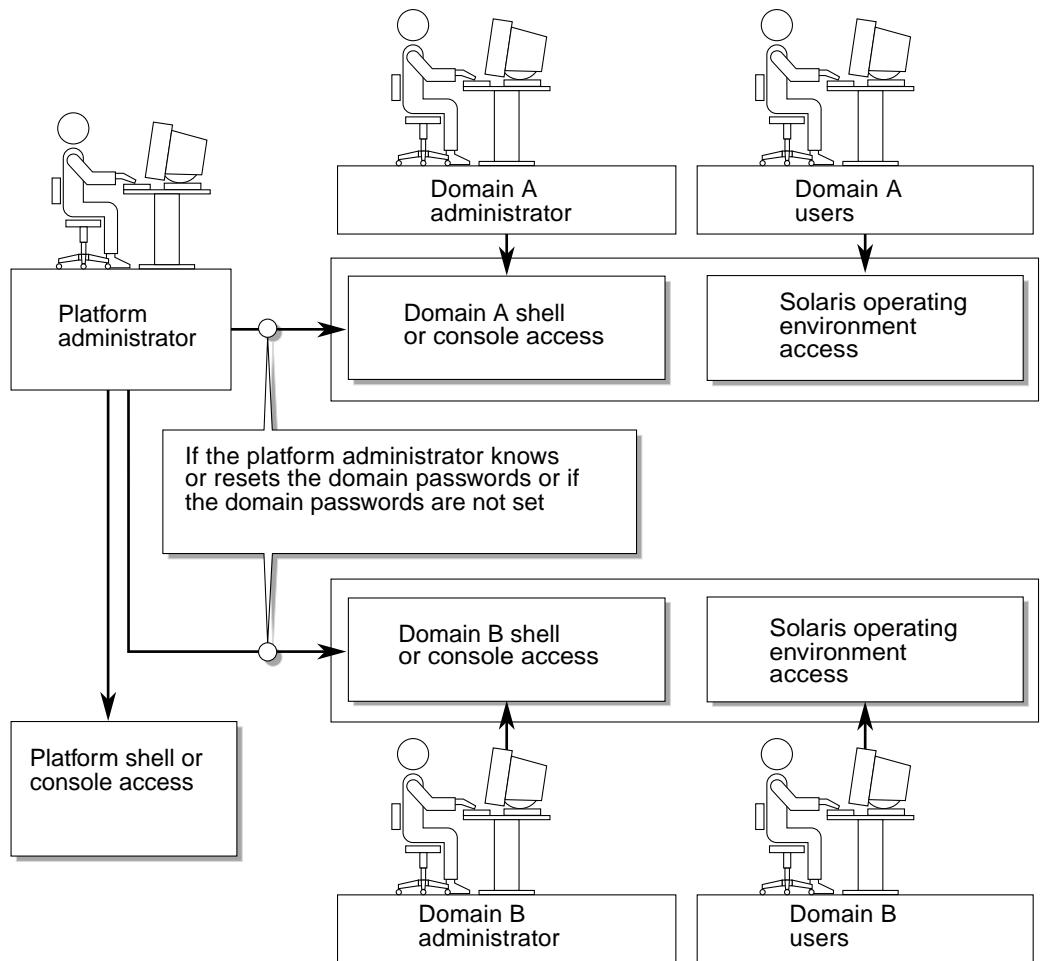 Domain A
administrator
Domain A
users
Platform
administrator
Domain A shell
or console access
Solaris operating
environment
access
If the platform administrator knows
or resets the domain passwords or if
the domain passwords are not set
Domain B shell
or console access
Solaris operating
environment
access
Platform shell or
console access
Domain B
administrator
Domain B
users